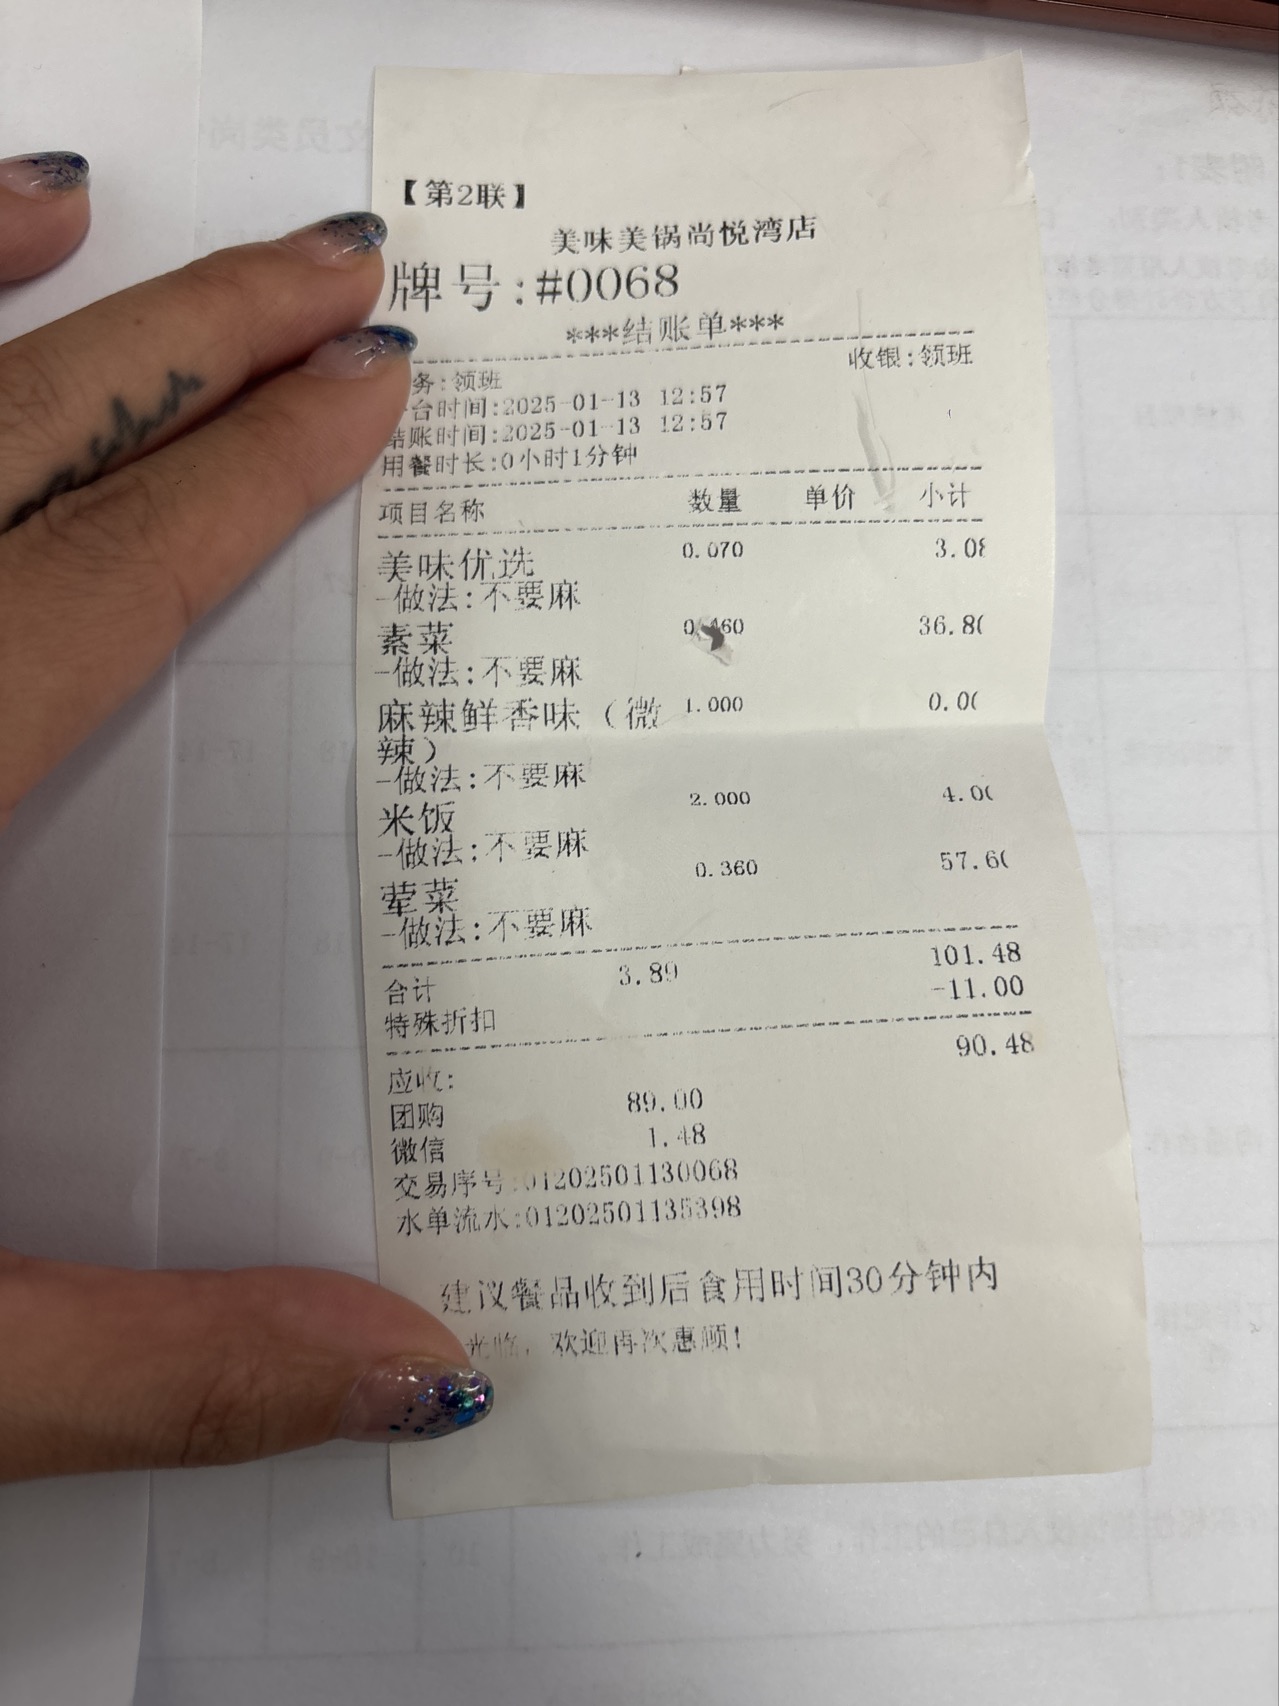 【第2联】
美味美锅尚悦湾店
牌号:#0068
***结账单***
务:领班 收银:领班
台时间:2025-01-13 12:57
结账时间:2025-01-13 12:57
用餐时长:0小时1分钟
项目名称 数量 单价 小计
美味优选 0.070 3.08
-做法:不要麻
素菜 0.460 36.80
-做法:不要麻
麻辣鲜香味（微 1.000 0.00
辣）
-做法:不要麻
米饭 2.000 4.00
-做法:不要麻
荤菜 0.360 57.60
-做法:不要麻
合计 3.89 101.48
特殊折扣 -11.00
应收: 90.48
团购 89.00
微信 1.48
交易序号:01202501130068
水单流水:01202501135398
建议餐品收到后食用时间30分钟内
光临，欢迎再次惠顾!